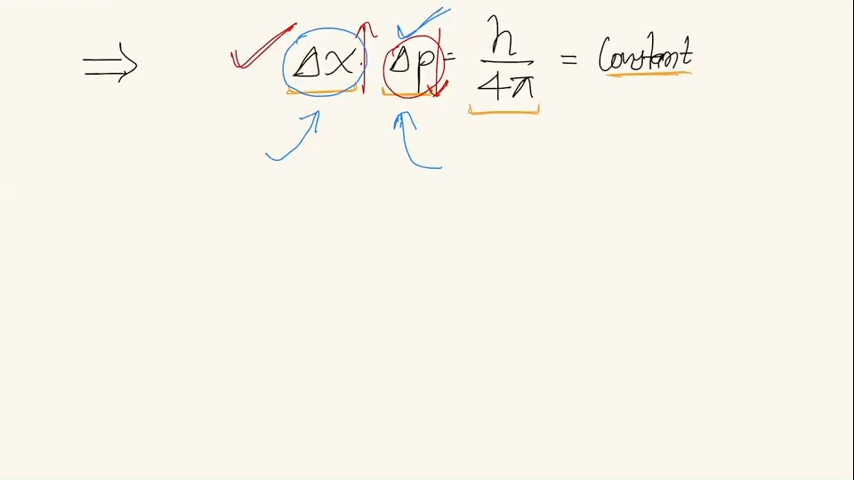 ⇒ Δx · Δp = h/4π = Constant